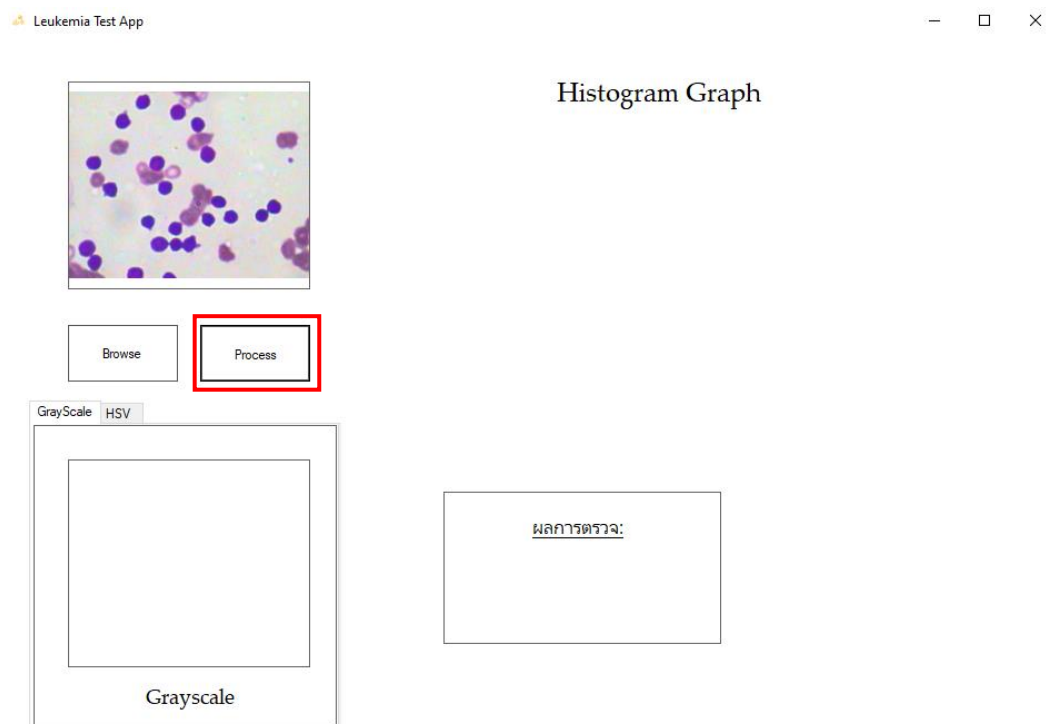 Leukemia Test App
Histogram Graph
Browse
Process
GrayScale
HSV
ผลการตรวจ:
Grayscale